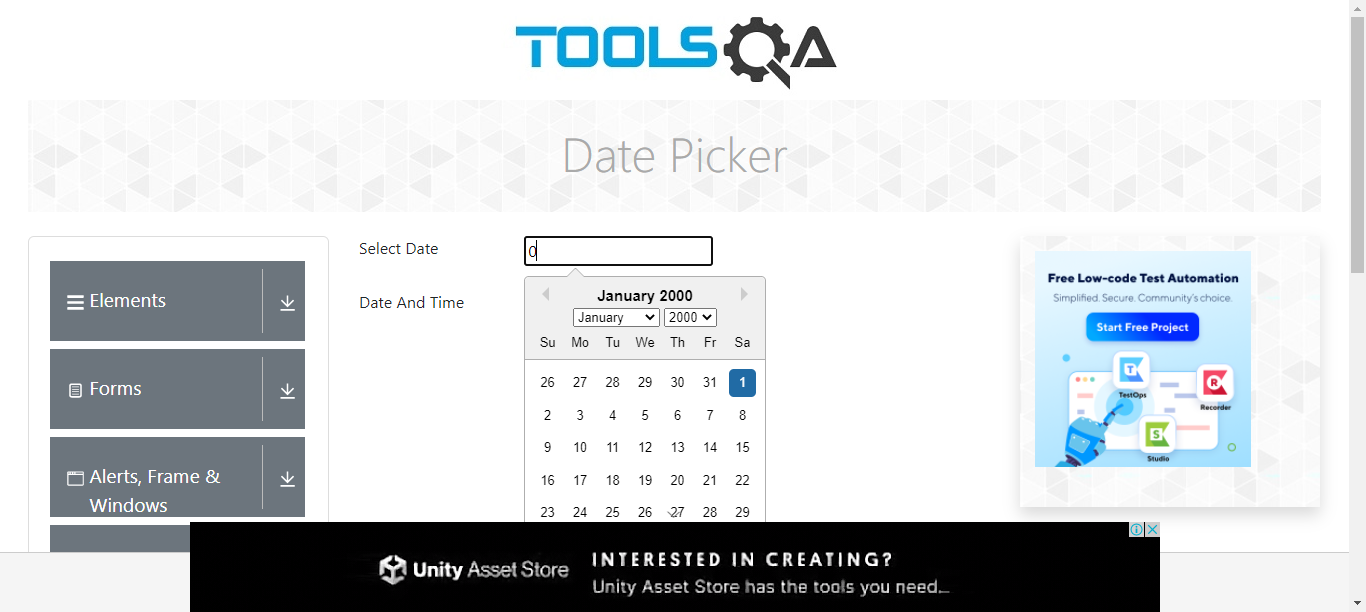 TOOLSQA
Date Picker
Elements
Forms
Alerts, Frame &
Windows
Select Date
0
Date And Time
January 2000
January 2000
Su Mo Tu We Th Fr Sa
26 27 28 29 30 31 1
2 3 4 5 6 7 8
9 10 11 12 13 14 15
16 17 18 19 20 21 22
23 24 25 26 27 28 29
Free Low-code Test Automation
Simplified. Secure. Community's choice.
Start Free Project
TestOps
Recorder
Studio
Unity Asset Store
INTERESTED IN CREATING?
Unity Asset Store has the tools you need...